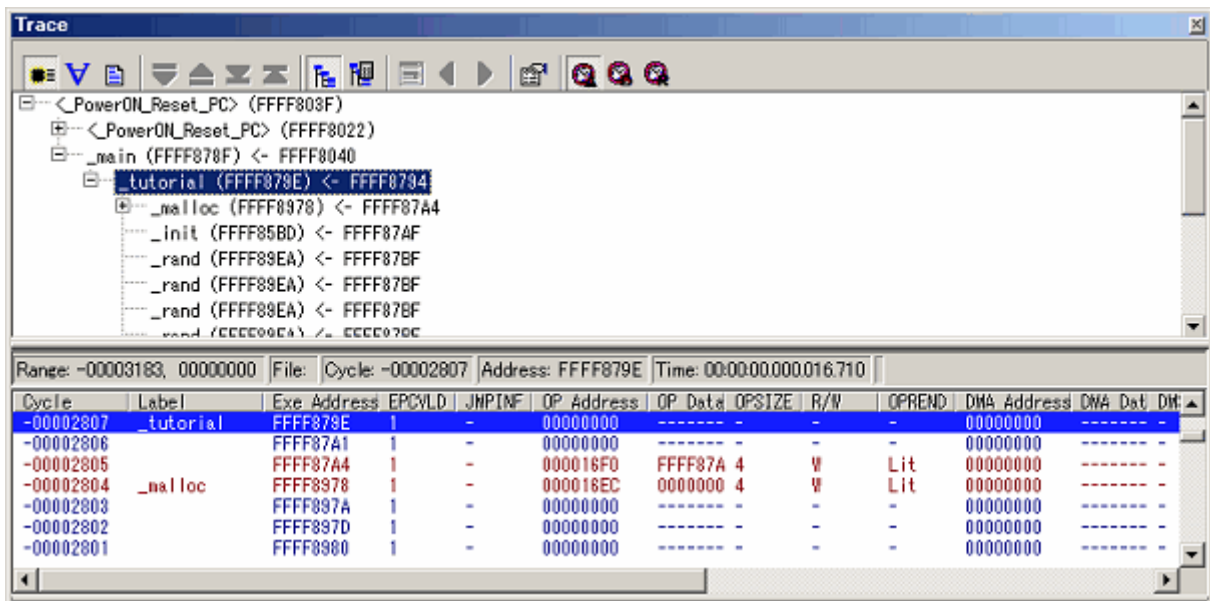 Trace
<_PowerON_Reset_PC> (FFFF803F)
<_PowerON_Reset_PC> (FFFF8022)
_main (FFFF878F) <- FFFF8040
_tutorial (FFFF879E) <- FFFF8794
_malloc (FFFF8978) <- FFFF87A4
_init (FFFF85BD) <- FFFF87AF
_rand (FFFF89EA) <- FFFF87BF
_rand (FFFF89EA) <- FFFF87BF
_rand (FFFF89EA) <- FFFF87BF
_rand (FFFF89EA) <- FFFF87BF
Range: -00003183, 00000000 File: Cycle: -00002807 Address: FFFF879E Time: 00:00:00.000.016.710
Cycle Label Exe Address EPCVLD JMPINF OP Address OP Data OPSIZE R/W OPREND DMA Address DMA Dat
-00002807 _tutorial FFFF879E 1 - 00000000 ------- - - - 00000000 ------- -
-00002806 FFFF87A1 1 - 00000000 ------- - - - 00000000 ------- -
-00002805 FFFF87A4 1 - 000016F0 FFFF87A 4 W Lit 00000000 ------- -
-00002804 _malloc FFFF8978 1 - 000016EC 0000000 4 W Lit 00000000 ------- -
-00002803 FFFF897A 1 - 00000000 ------- - - - 00000000 ------- -
-00002802 FFFF897D 1 - 00000000 ------- - - - 00000000 ------- -
-00002801 FFFF8980 1 - 00000000 ------- - - - 00000000 ------- -